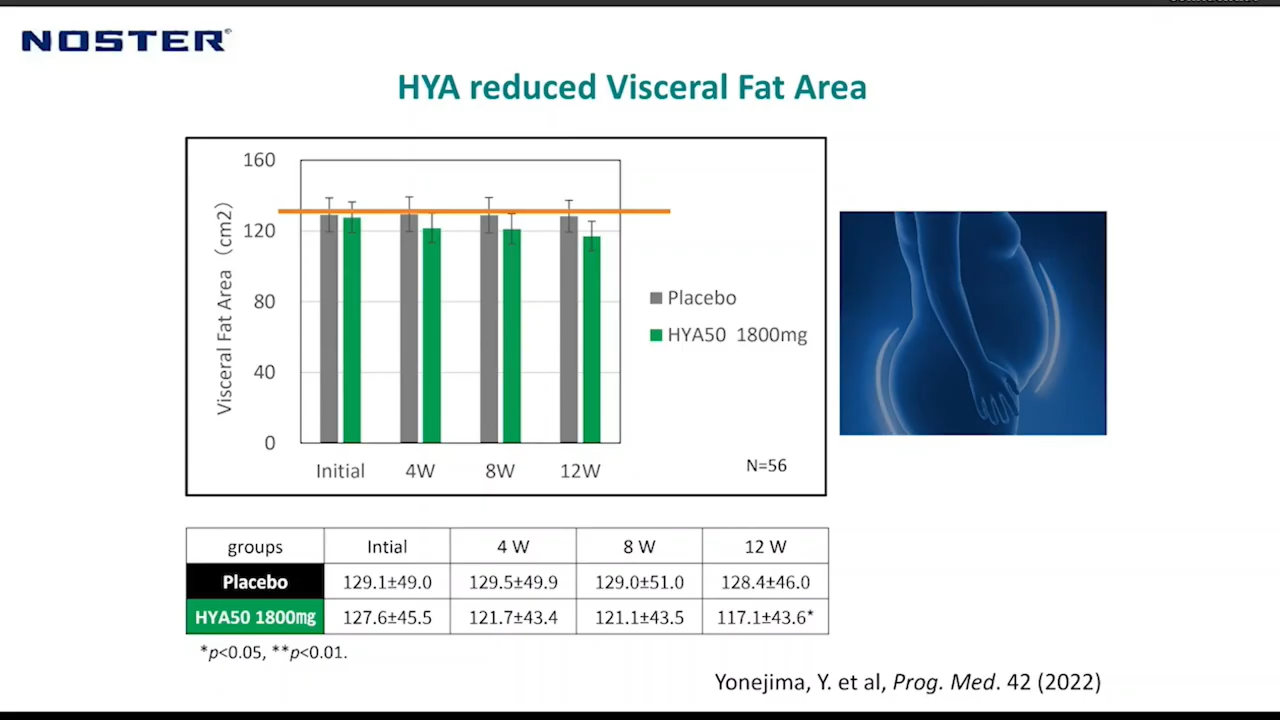 NOSTER®
HYA reduced Visceral Fat Area
160
120
80
40
0
Visceral Fat Area (cm2)
Initial 4W 8W 12W
Placebo
HYA50 1800mg
N=56
groups Intial 4 W 8 W 12 W
Placebo 129.1±49.0 129.5±49.9 129.0±51.0 128.4±46.0
HYA50 1800mg 127.6±45.5 121.7±43.4 121.1±43.5 117.1±43.6*
*p<0.05, **p<0.01.
Yonejima, Y. et al, Prog. Med. 42 (2022)